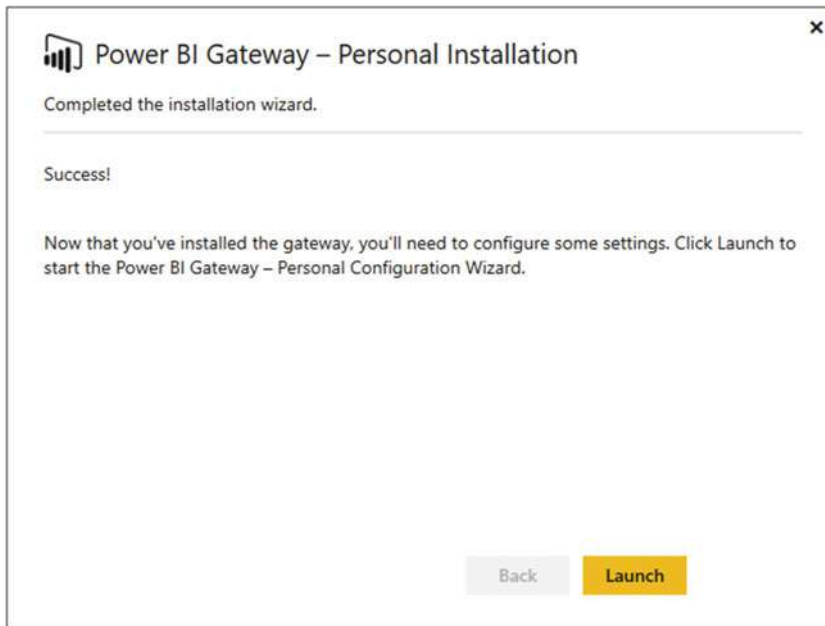 Power BI Gateway – Personal Installation
Completed the installation wizard.
Success!
Now that you've installed the gateway, you'll need to configure some settings. Click Launch to
start the Power BI Gateway – Personal Configuration Wizard.
Back
Launch